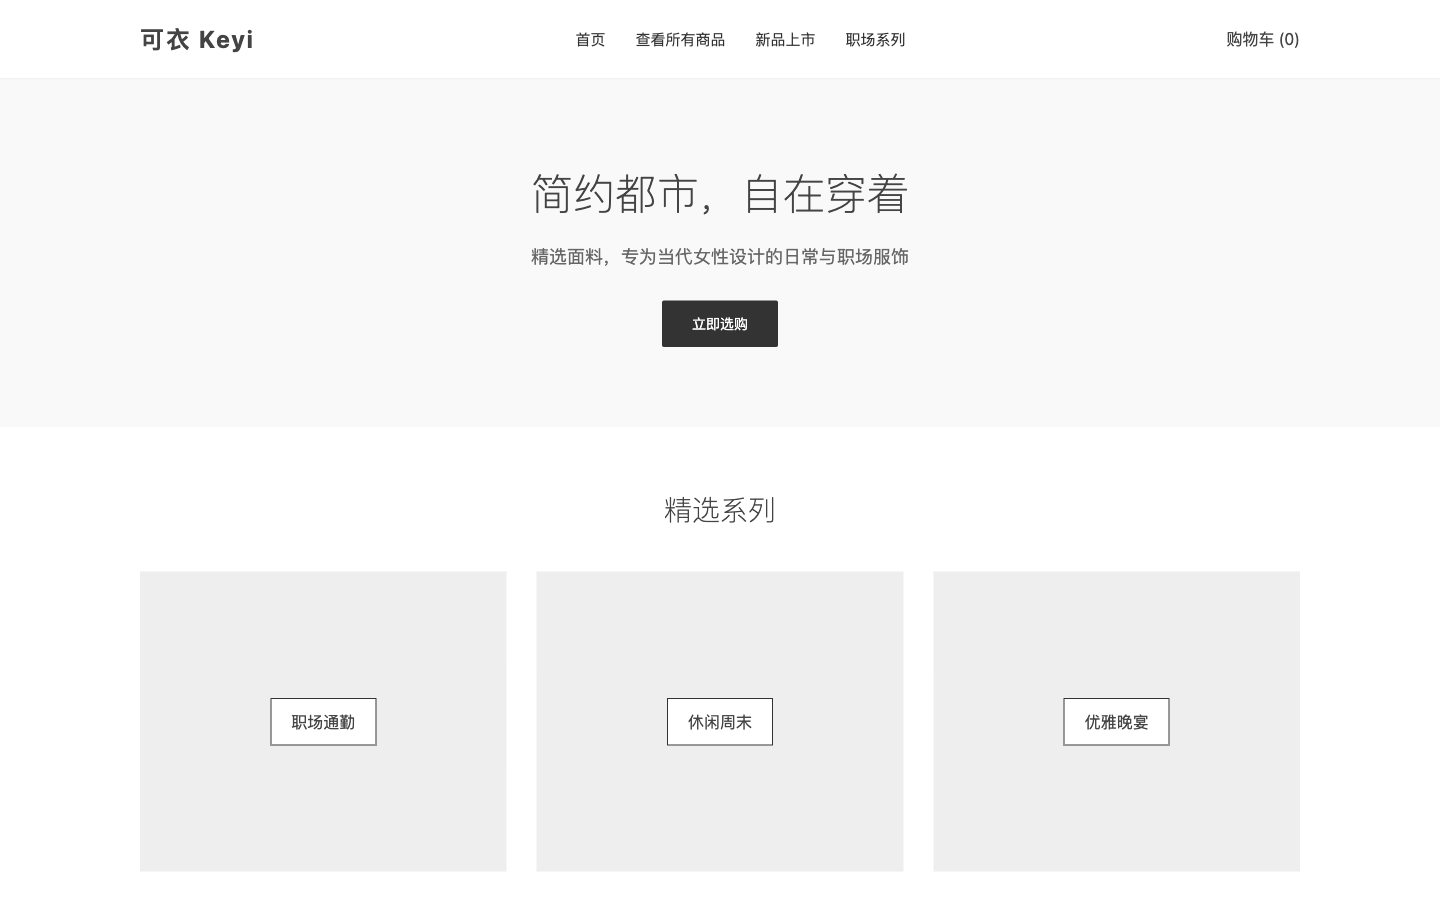 可衣 Keyi
首页 查看所有商品 新品上市 职场系列
购物车 (0)
简约都市，自在穿着
精选面料，专为当代女性设计的日常与职场服饰
立即选购
精选系列
职场通勤
休闲周末
优雅晚宴